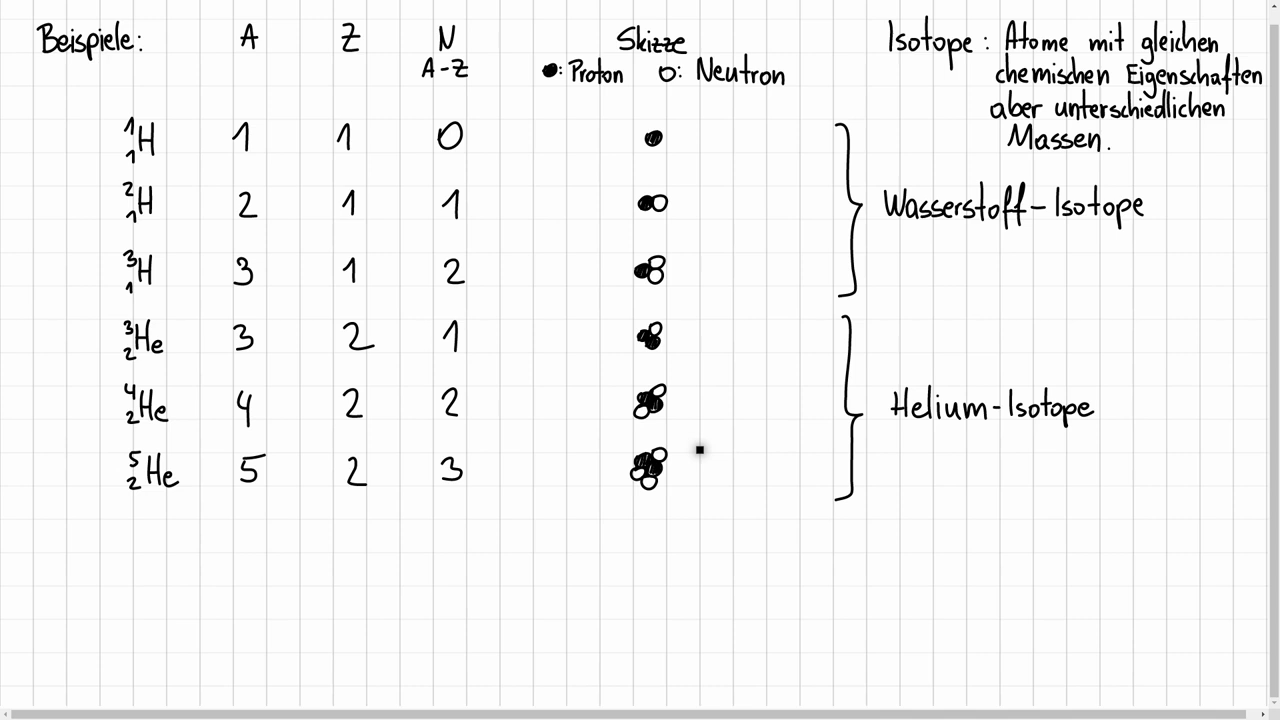 Beispiele: A Z N Skizze
A-Z ●: Proton ○: Neutron
Isotope: Atome mit gleichen
chemischen Eigenschaften
aber unterschiedlichen
Massen.
¹₁H 1 1 0
²₁H 2 1 1
³₁H 3 1 2
Wasserstoff-Isotope
³₂He 3 2 1
⁴₂He 4 2 2
⁵₂He 5 2 3
Helium-Isotope